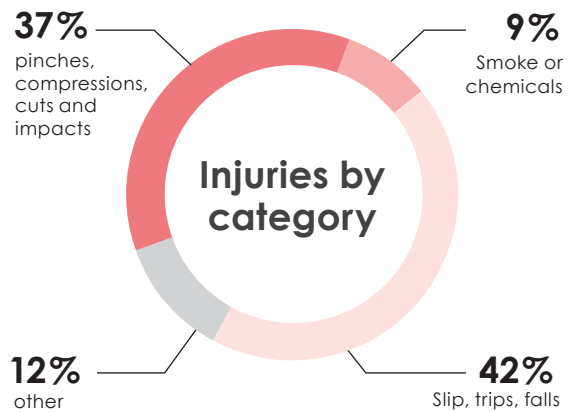 37%
pinches,
compressions,
cuts and
impacts
9%
Smoke or
chemicals
Injuries by
category
12%
other
42%
Slip, trips, falls